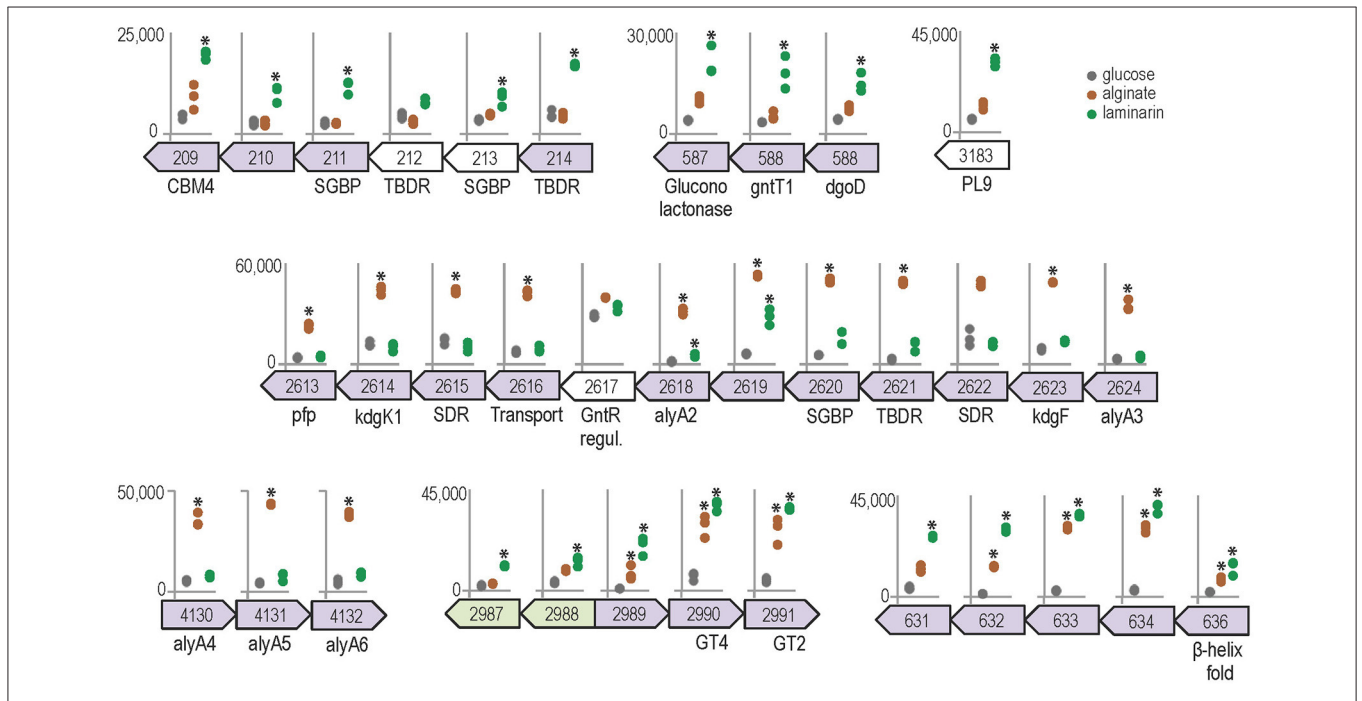 25,000
0
*
*
*
*
*
209
210
211
212
213
214
CBM4
SGBP
TBDR
SGBP
TBDR
30,000
0
*
*
*
587
588
588
Glucono
lactonase
gntT1
dgoD
45,000
0
*
3183
PL9
glucose
alginate
laminarin
60,000
0
*
*
*
*
*
*
*
*
*
*
*
*
2613
2614
2615
2616
2617
2618
2619
2620
2621
2622
2623
2624
pfp
kdgK1
SDR
Transport
GntR
regul.
alyA2
SGBP
TBDR
SDR
kdgF
alyA3
50,000
0
*
*
*
4130
4131
4132
alyA4
alyA5
alyA6
45,000
0
*
*
*
*
*
*
*
*
2987
2988
2989
2990
2991
GT4
GT2
45,000
0
*
*
*
*
*
*
*
*
*
631
632
633
634
636
β-helix
fold